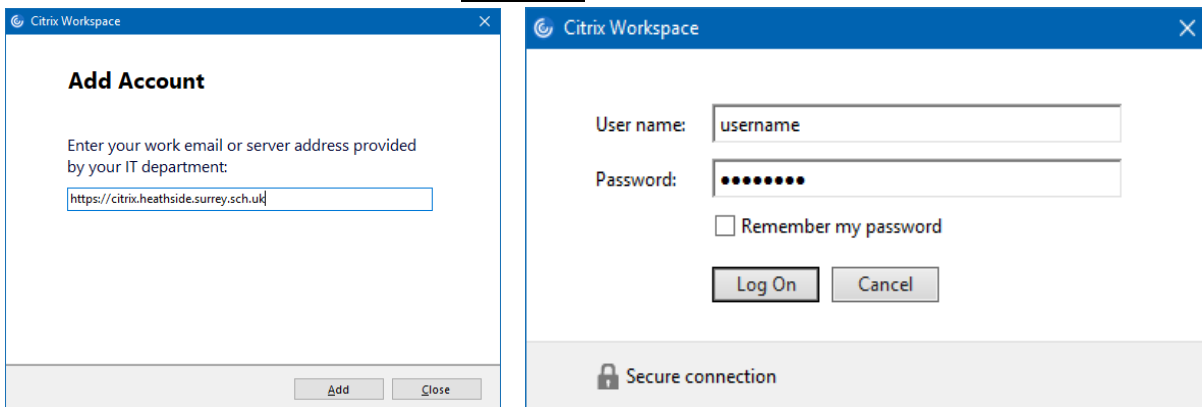 Citrix Workspace
Add Account
Enter your work email or server address provided
by your IT department:
https://citrix.heathside.surrey.sch.uk
Add Close
Citrix Workspace
User name: username
Password: ●●●●●●●●
Remember my password
Log On Cancel
Secure connection